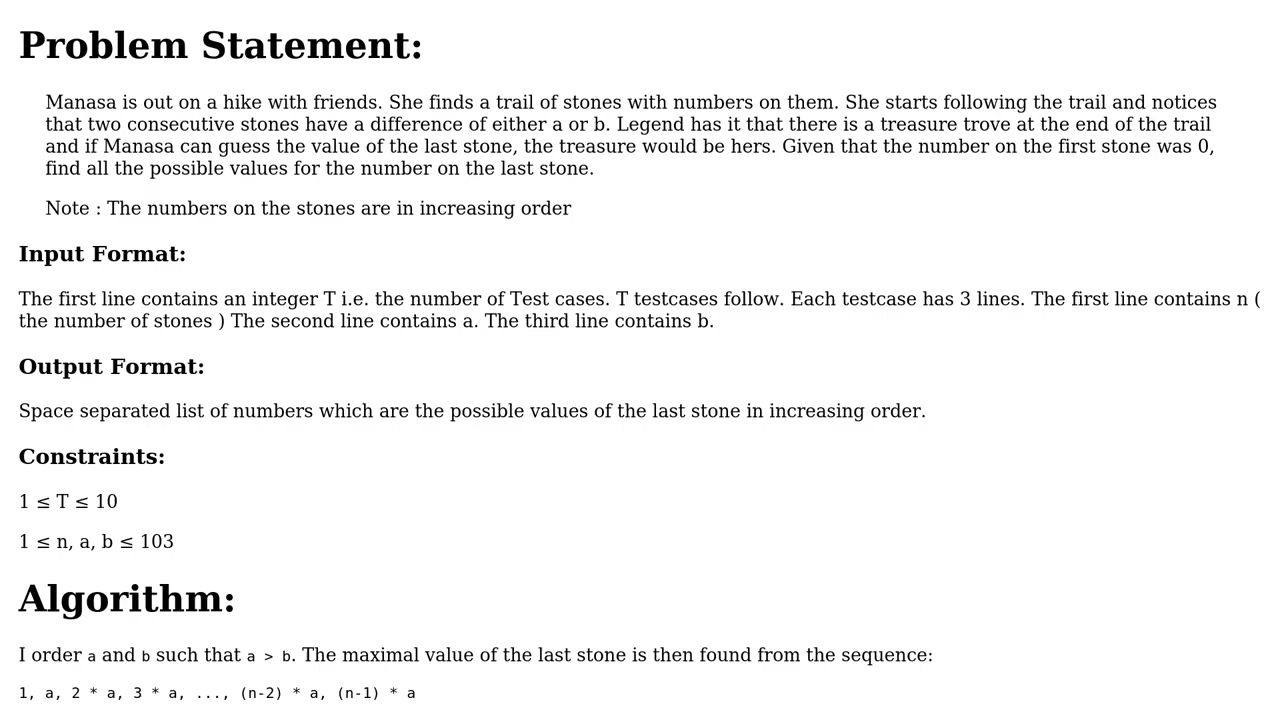 Problem Statement:
Manasa is out on a hike with friends. She finds a trail of stones with numbers on them. She starts following the trail and notices
that two consecutive stones have a difference of either a or b. Legend has it that there is a treasure trove at the end of the trail
and if Manasa can guess the value of the last stone, the treasure would be hers. Given that the number on the first stone was 0,
find all the possible values for the number on the last stone.
Note : The numbers on the stones are in increasing order
Input Format:
The first line contains an integer T i.e. the number of Test cases. T testcases follow. Each testcase has 3 lines. The first line contains n (
the number of stones ) The second line contains a. The third line contains b.
Output Format:
Space separated list of numbers which are the possible values of the last stone in increasing order.
Constraints:
1 ≤ T ≤ 10
1 ≤ n, a, b ≤ 103
Algorithm:
I order a and b such that a > b. The maximal value of the last stone is then found from the sequence:
1, a, 2 * a, 3 * a, ..., (n-2) * a, (n-1) * a